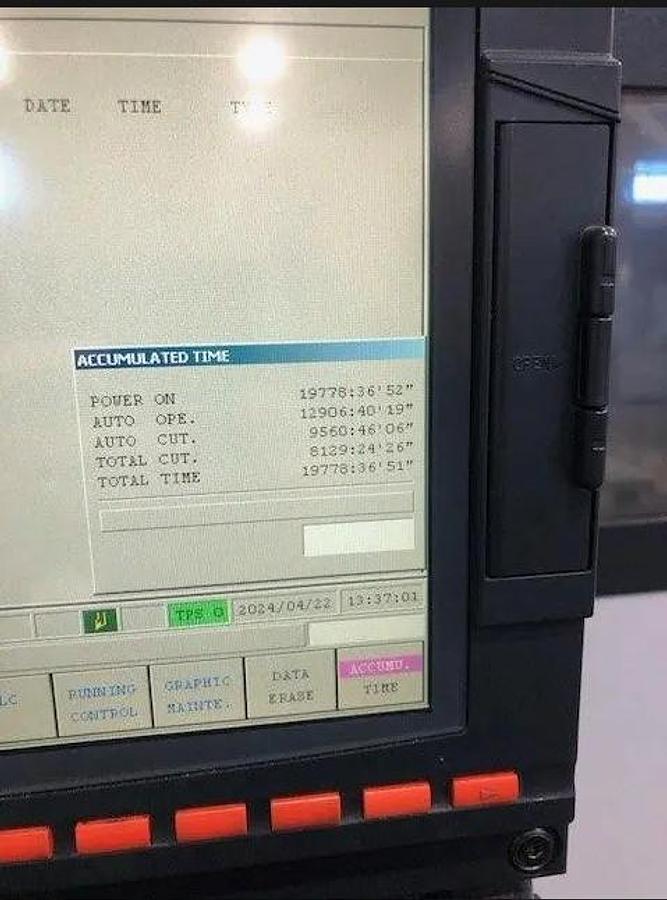 DATE TIME
ACCUMULATED TIME
POWER ON 19778:36'52"
AUTO OPE. 12906:40'19"
AUTO CUT. 9560:46'06"
TOTAL CUT. 8129:24'26"
TOTAL TIME 19778:36'51"
TPS 2024/04/22 13:37:01
LC RUNNING CONTROL GRAPHIC MAINTE. DATA ERASE ACCUMU. TIME
OPEN